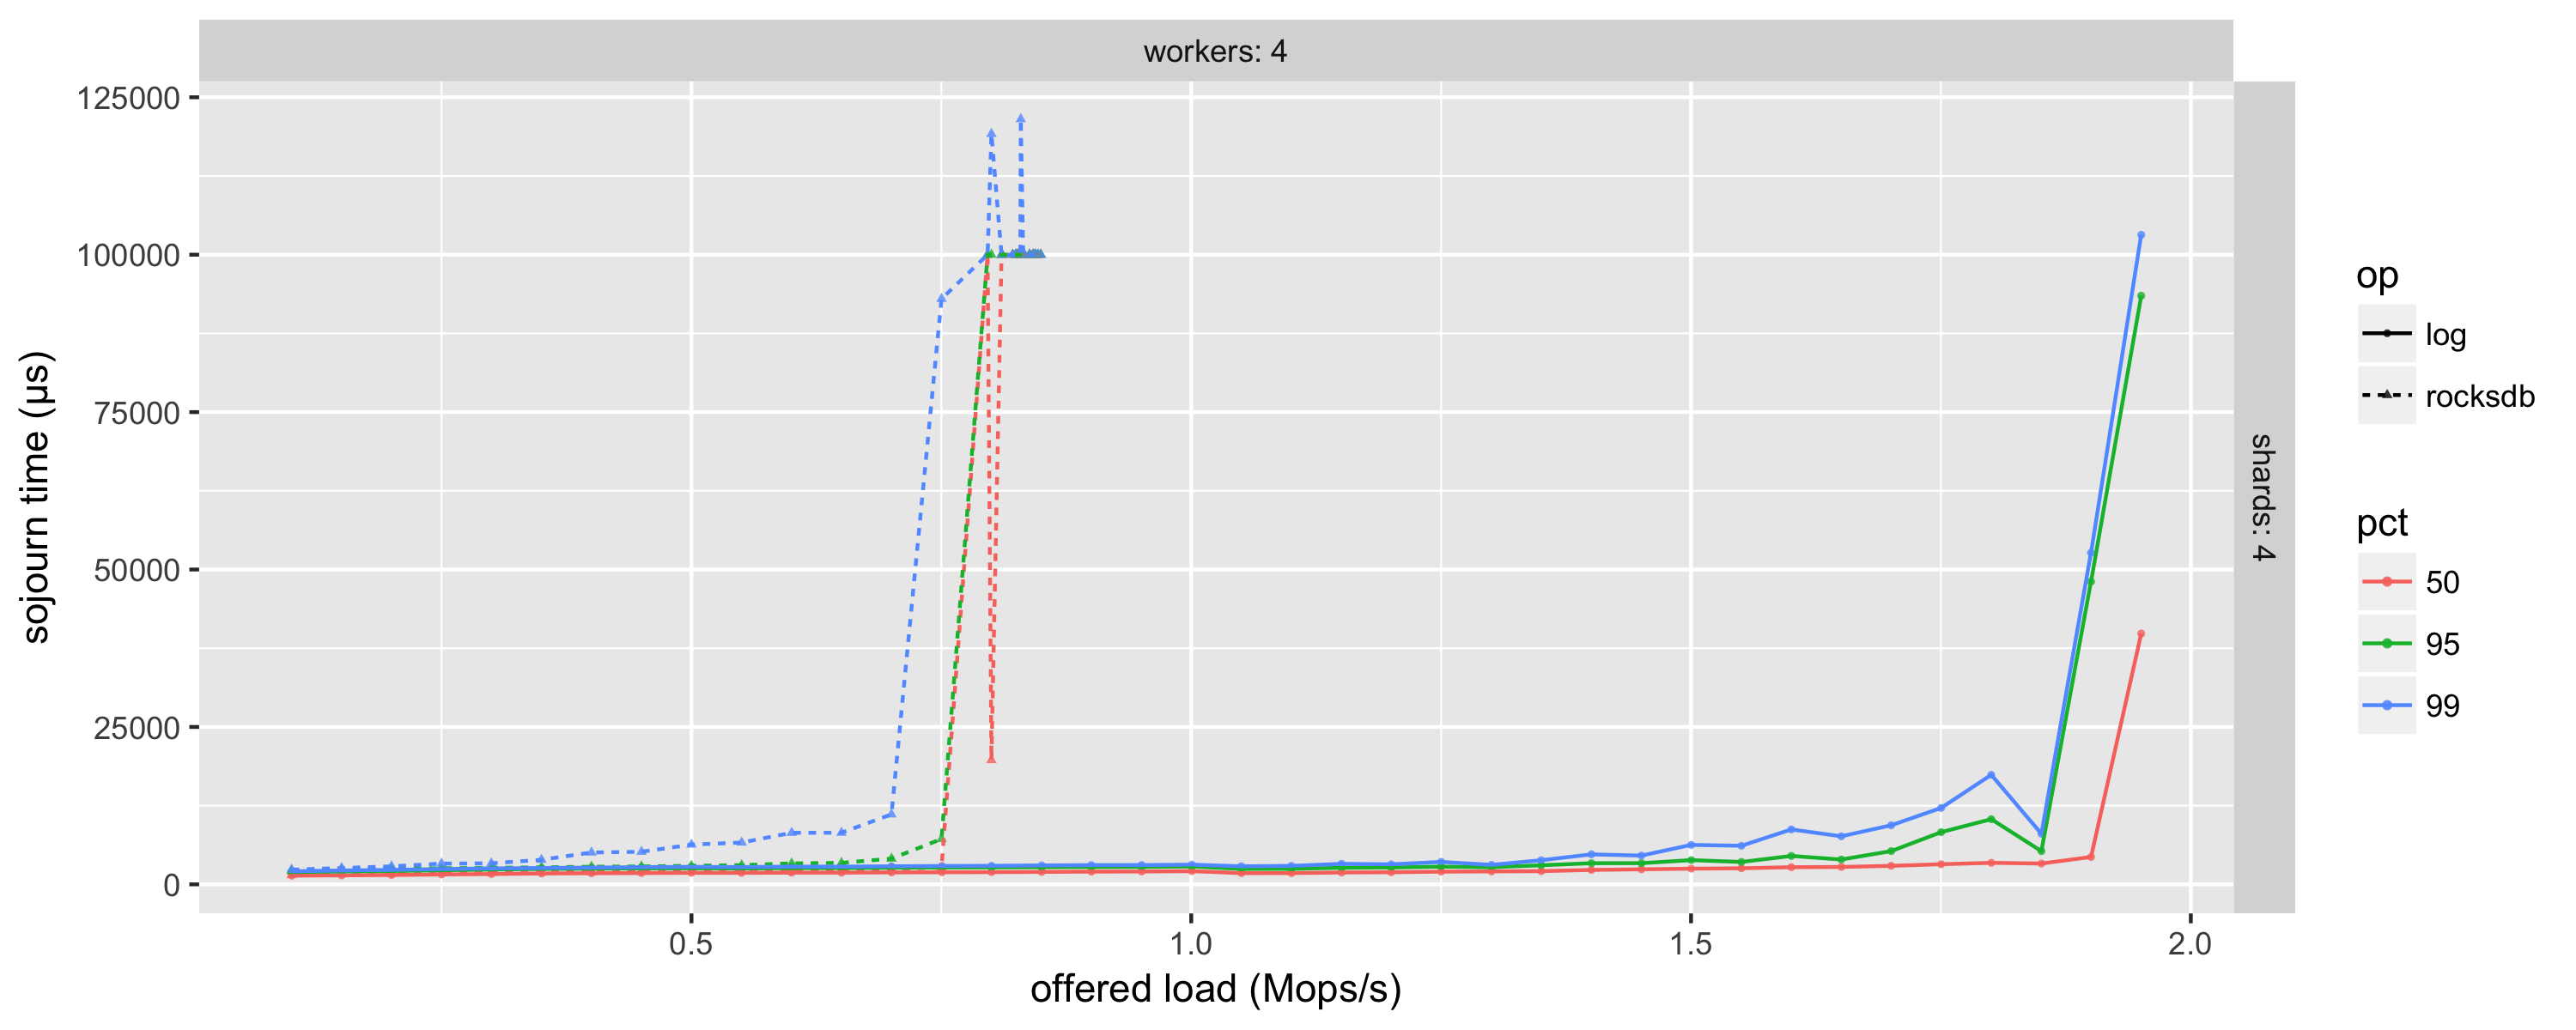 workers: 4
125000
100000
75000
50000
25000
0
sojourn time (µs)
0.5
1.0
1.5
2.0
offered load (Mops/s)
shards: 4
op
log
rocksdb
pct
50
95
99